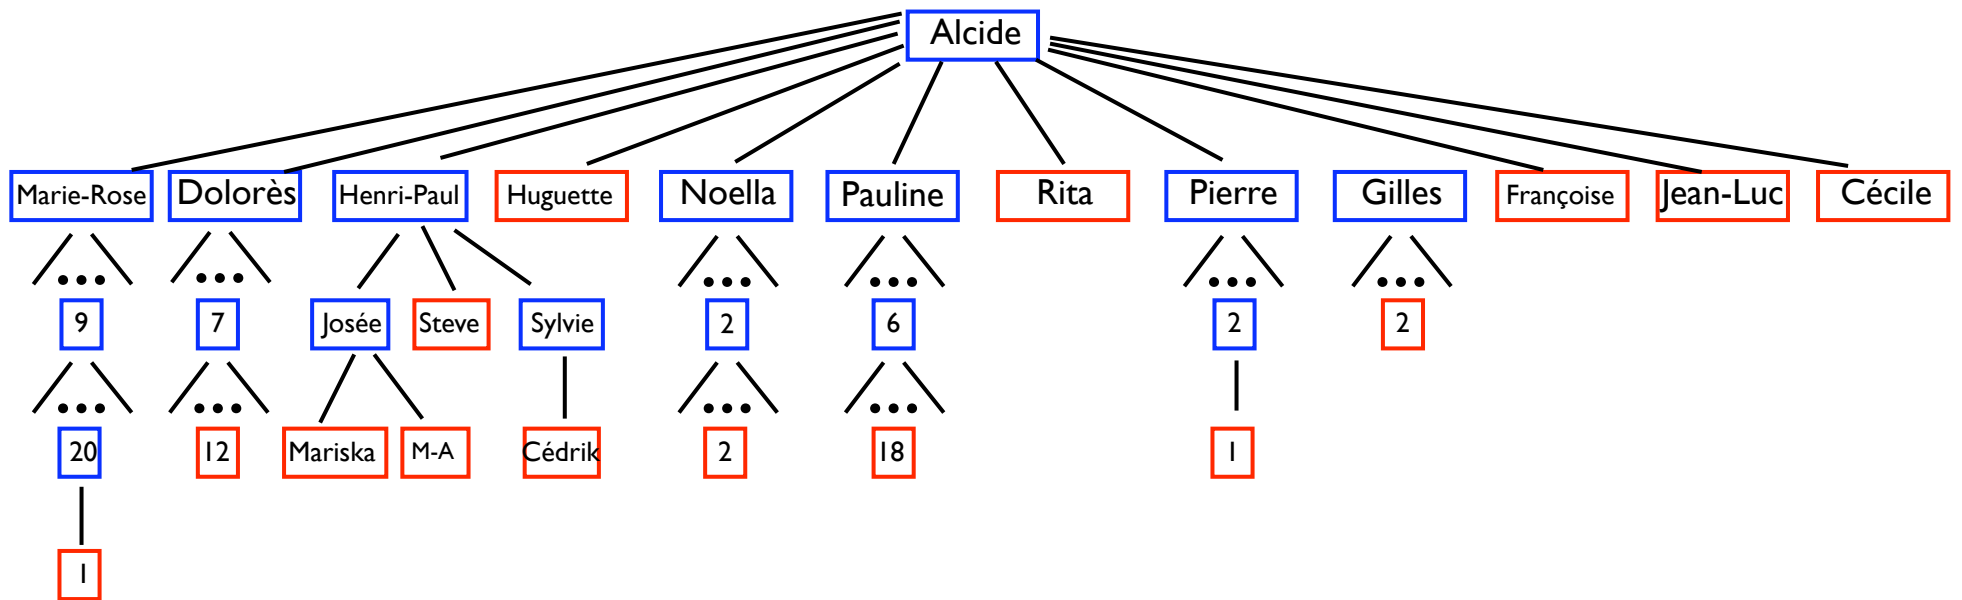 Alcide
Marie-Rose Dolorès Henri-Paul Huguette Noella Pauline Rita Pierre Gilles Françoise Jean-Luc Cécile
9 7 Josée Steve Sylvie 2 6 2 2
20 12 Mariska M-A Cédrik 2 18 1
1